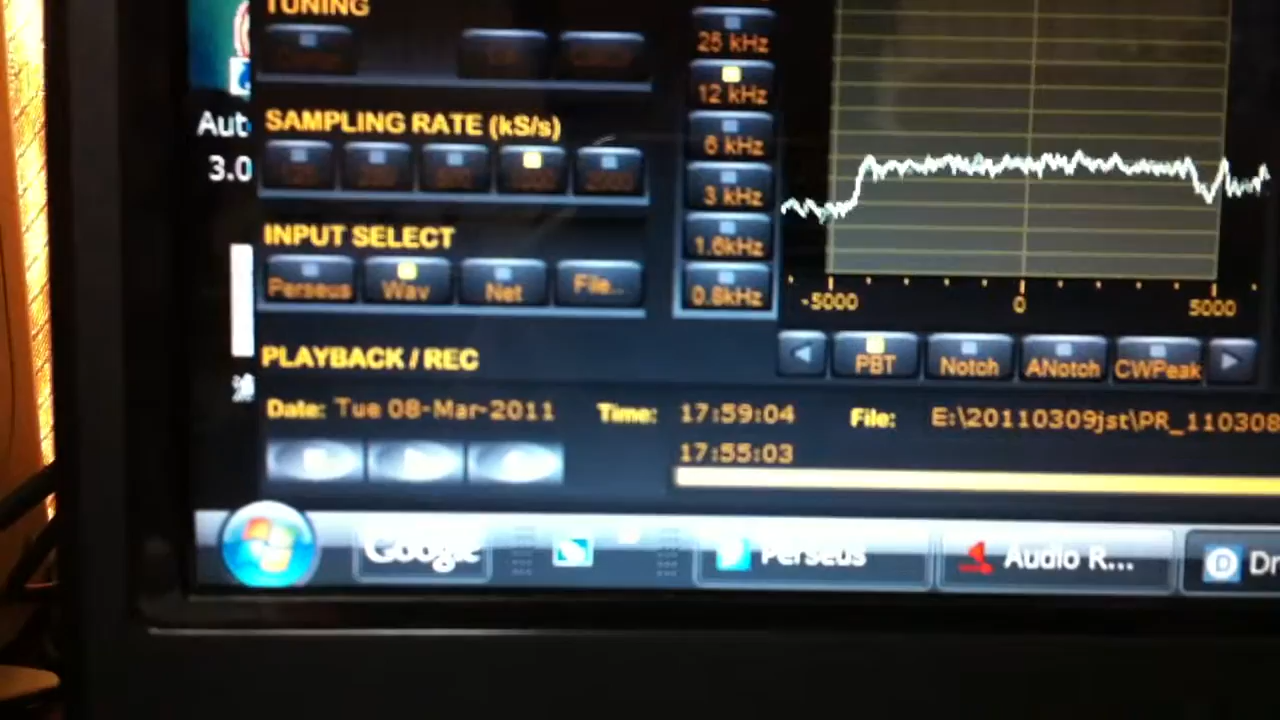 TUNING
25 kHz
12 kHz
Aut
SAMPLING RATE (kS/s)
3.0
6 kHz
3 kHz
INPUT SELECT
1.6kHz
Perseus Wav Net File...
0.8kHz
-5000 0 5000
PLAYBACK / REC
PBT Notch ANotch CWPeak
Date: Tue 08-Mar-2011 Time: 17:59:04 File: E:\20110309jst\PR_110308
17:55:03
Google Perseus Audio R... Dr